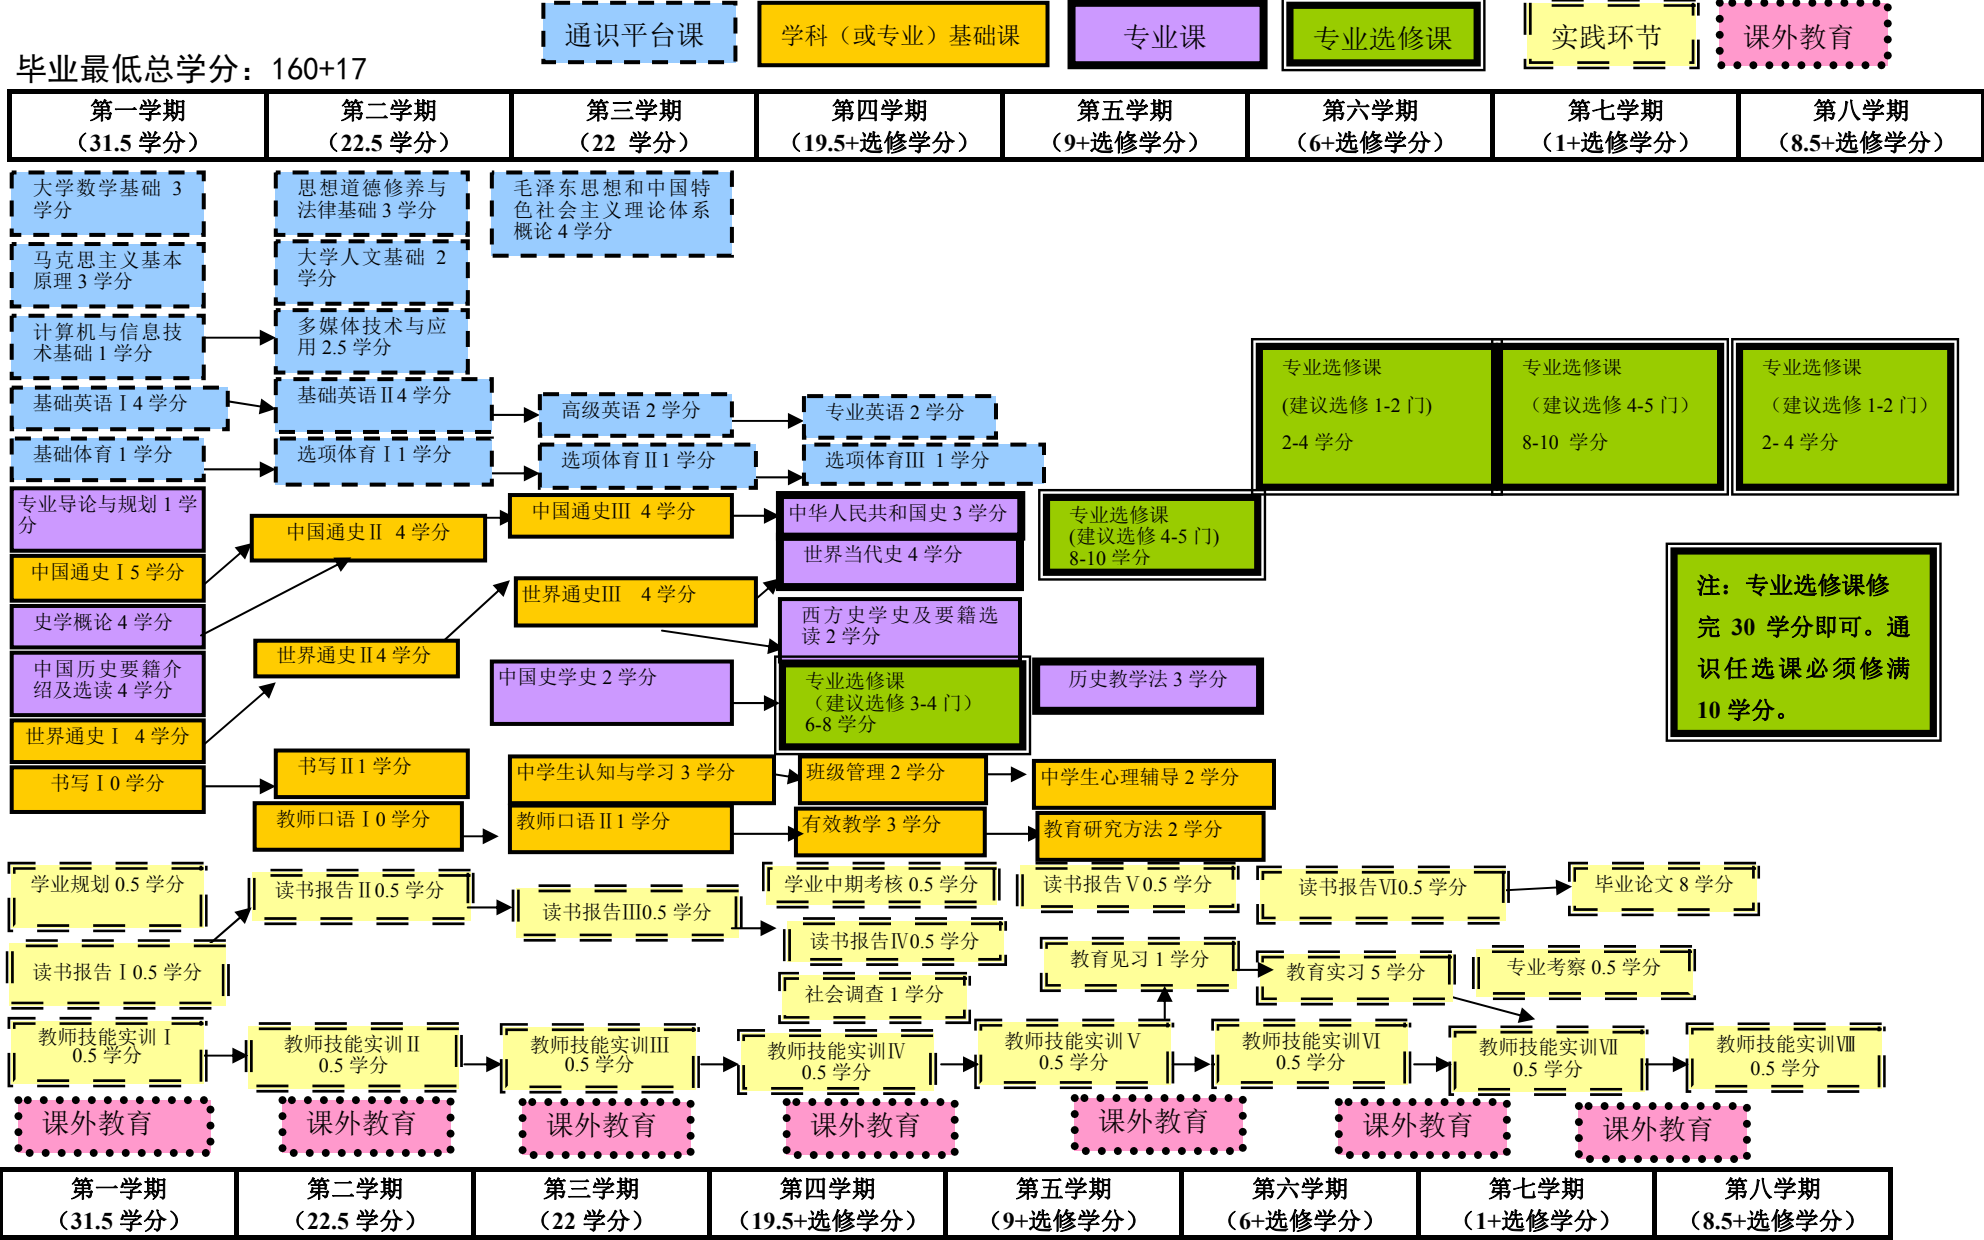 通识平台课
学科（或专业）基础课
专业课
专业选修课
实践环节
课外教育
毕业最低总学分：160+17
第一学期
（31.5 学分）
第二学期
（22.5 学分）
第三学期
（22 学分）
第四学期
（19.5+选修学分）
第五学期
（9+选修学分）
第六学期
（6+选修学分）
第七学期
（1+选修学分）
第八学期
（8.5+选修学分）
大学数学基础 3
学分
思想道德修养与
法律基础 3 学分
毛泽东思想和中国特
色社会主义理论体系
概论 4 学分
马克思主义基本
原理 3 学分
大学人文基础 2
学分
计算机与信息技
术基础 1 学分
多媒体技术与应
用 2.5 学分
基础英语Ⅰ4 学分
基础英语Ⅱ4 学分
高级英语 2 学分
专业英语 2 学分
基础体育 1 学分
选项体育Ⅰ1 学分
选项体育Ⅱ1 学分
选项体育Ⅲ 1 学分
专业选修课
(建议选修 1-2 门)
2-4 学分
专业选修课
（建议选修 4-5 门）
8-10 学分
专业选修课
（建议选修 1-2 门）
2- 4 学分
专业导论与规划 1 学
分
中国通史Ⅰ5 学分
史学概论 4 学分
中国历史要籍介
绍及选读 4 学分
世界通史Ⅰ 4 学分
书写Ⅰ0 学分
中国通史Ⅱ 4 学分
世界通史Ⅱ4 学分
书写Ⅱ1 学分
教师口语Ⅰ0 学分
中国通史Ⅲ 4 学分
世界通史Ⅲ 4 学分
中国史学史 2 学分
中学生认知与学习 3 学分
教师口语Ⅱ1 学分
中华人民共和国史 3 学分
世界当代史 4 学分
西方史学史及要籍选
读 2 学分
专业选修课
（建议选修 3-4 门）
6-8 学分
班级管理 2 学分
有效教学 3 学分
专业选修课
(建议选修 4-5 门)
8-10 学分
历史教学法 3 学分
中学生心理辅导 2 学分
教育研究方法 2 学分
注：专业选修课修
完 30 学分即可。通
识任选课必须修满
10 学分。
学业规划 0.5 学分
读书报告Ⅱ0.5 学分
读书报告Ⅲ0.5 学分
学业中期考核 0.5 学分
读书报告Ⅴ0.5 学分
读书报告Ⅵ0.5 学分
毕业论文 8 学分
读书报告Ⅰ0.5 学分
读书报告Ⅳ0.5 学分
社会调查 1 学分
教育见习 1 学分
教育实习 5 学分
专业考察 0.5 学分
教师技能实训Ⅰ
0.5 学分
教师技能实训Ⅱ
0.5 学分
教师技能实训Ⅲ
0.5 学分
教师技能实训Ⅳ
0.5 学分
教师技能实训Ⅴ
0.5 学分
教师技能实训Ⅵ
0.5 学分
教师技能实训Ⅶ
0.5 学分
教师技能实训Ⅷ
0.5 学分
课外教育
课外教育
课外教育
课外教育
课外教育
课外教育
课外教育
第一学期
（31.5 学分）
第二学期
（22.5 学分）
第三学期
（22 学分）
第四学期
（19.5+选修学分）
第五学期
（9+选修学分）
第六学期
（6+选修学分）
第七学期
（1+选修学分）
第八学期
（8.5+选修学分）